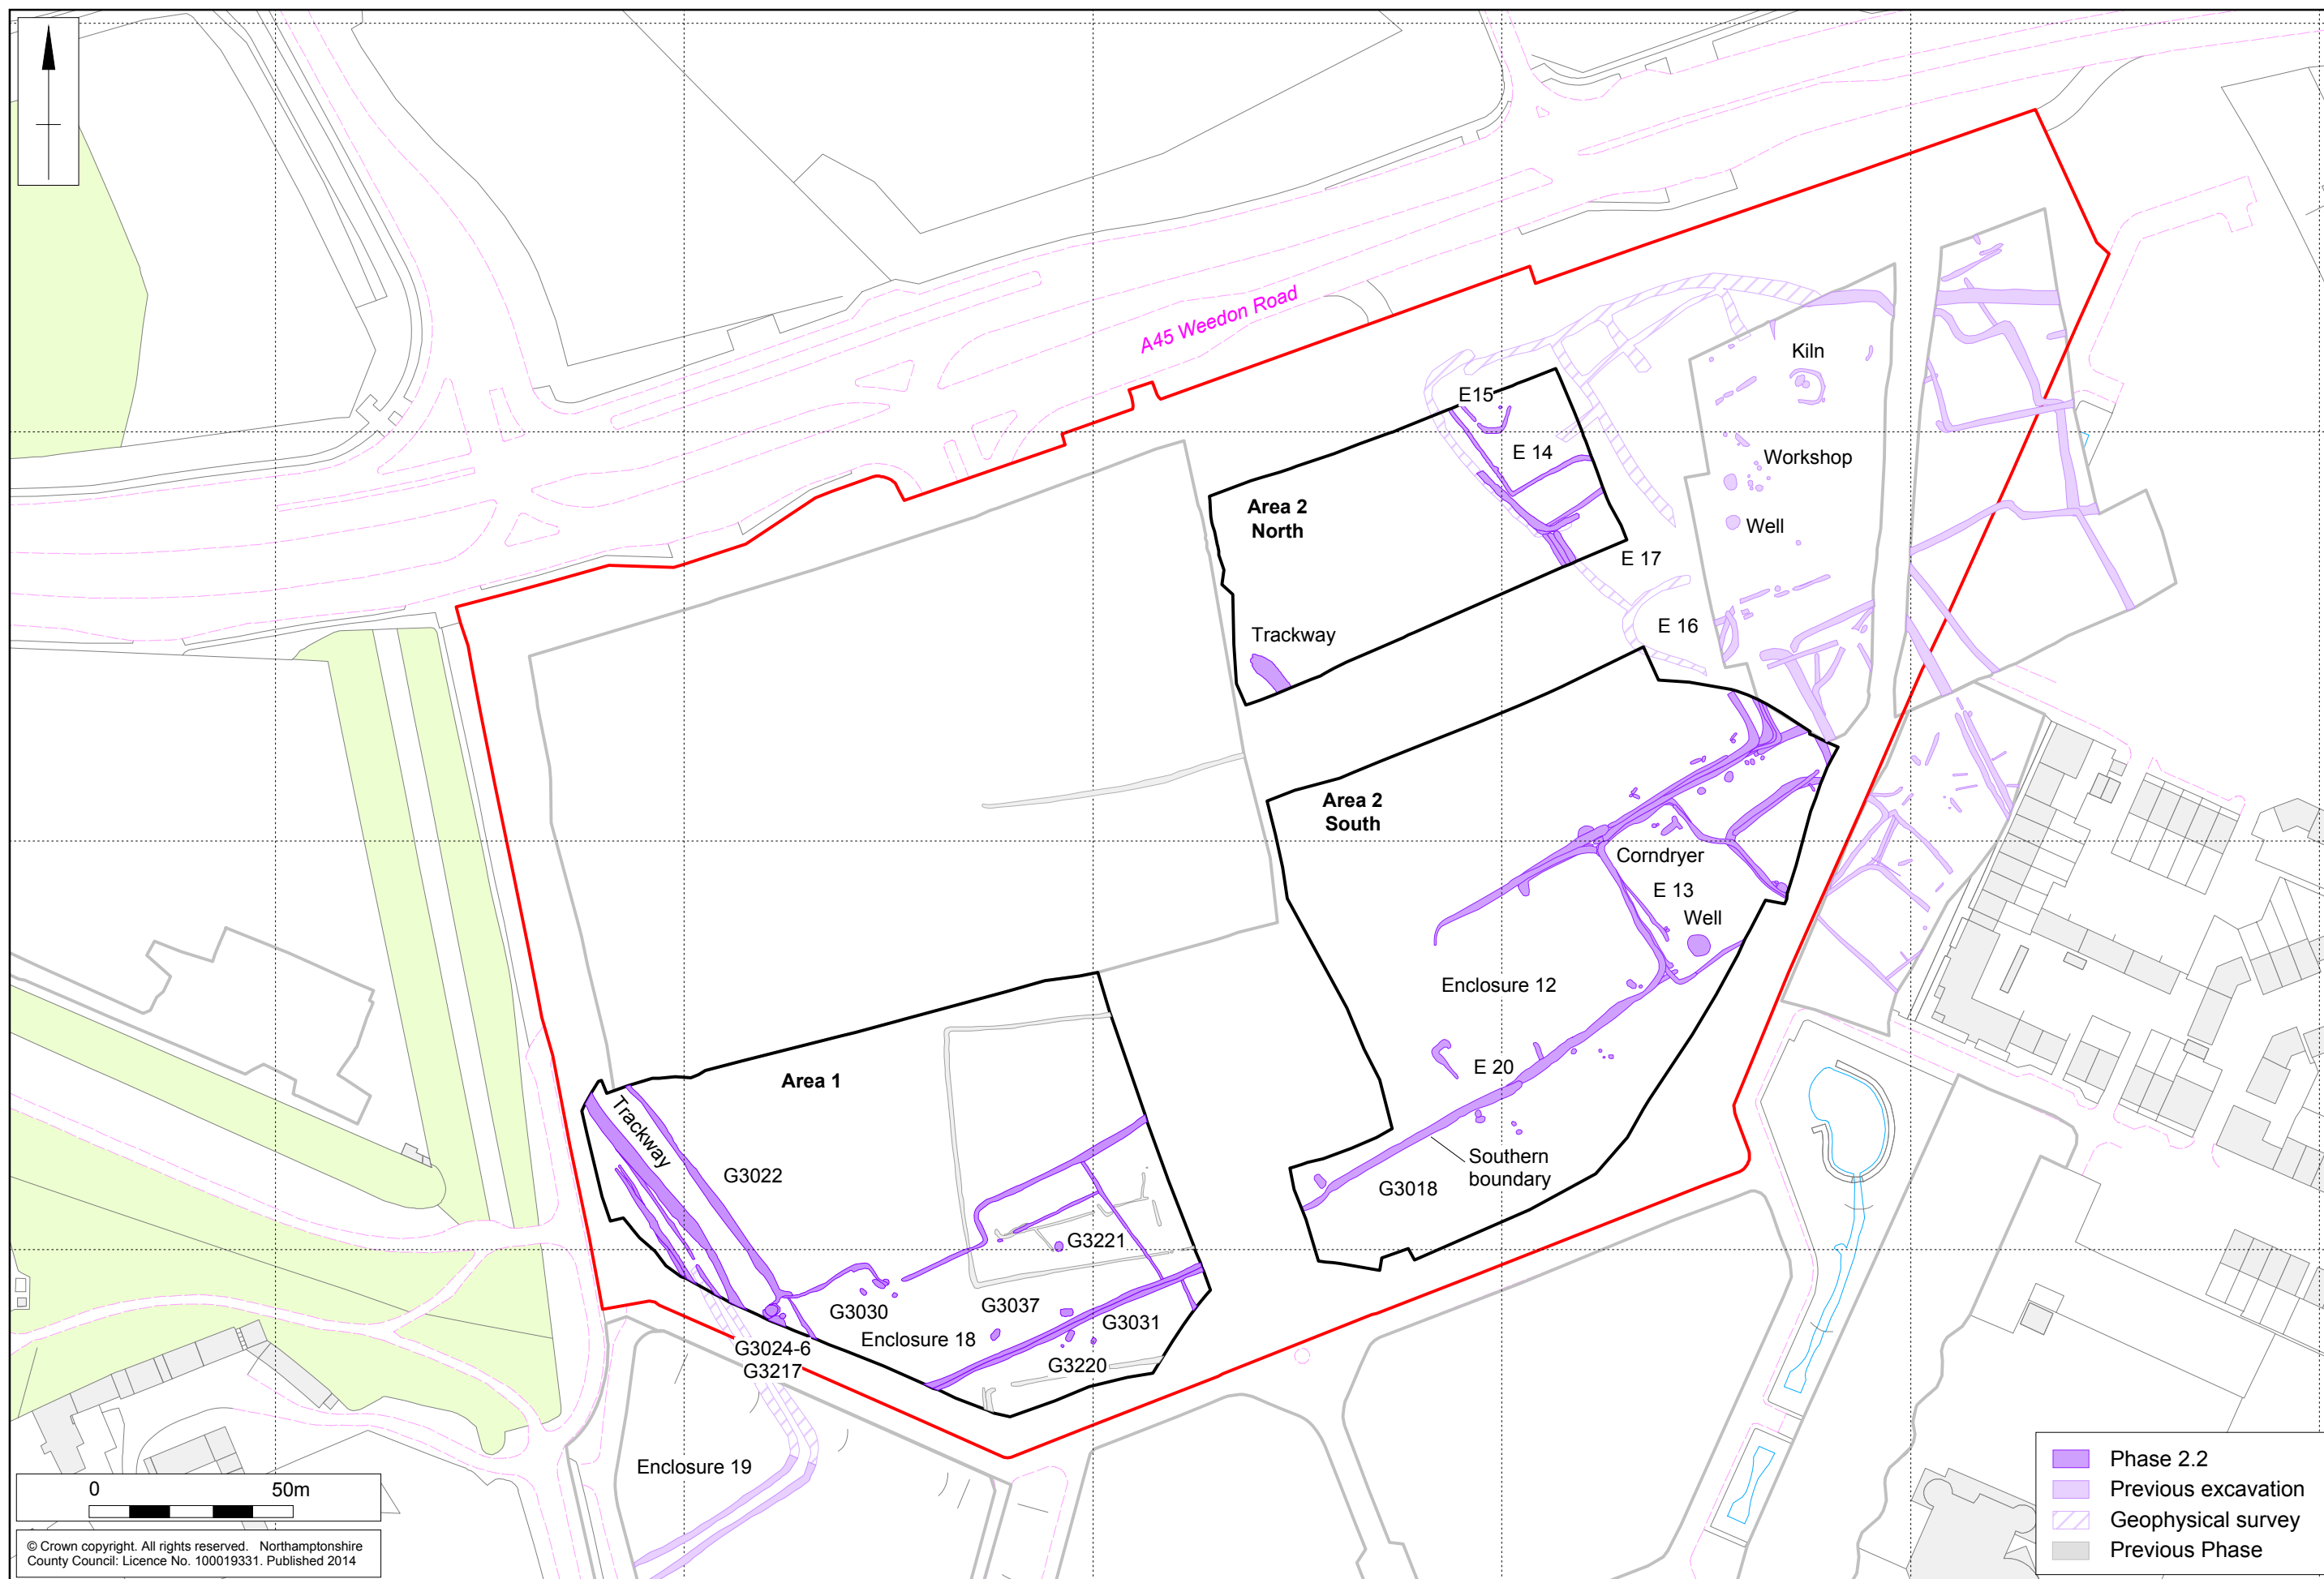 A45 Weedon Road
Kiln
E15
E 14
Workshop
Area 2
North
Well
E 17
E 16
Trackway
Area 2
South
Corndryer
E 13
Well
Enclosure 12
E 20
Area 1
Trackway
G3022
Southern
boundary
G3018
G3221
G3030
G3037
G3031
Enclosure 18
G3024-6
G3217
G3220
Enclosure 19
0 50m
© Crown copyright. All rights reserved. Northamptonshire
County Council: Licence No. 100019331. Published 2014
Phase 2.2
Previous excavation
Geophysical survey
Previous Phase